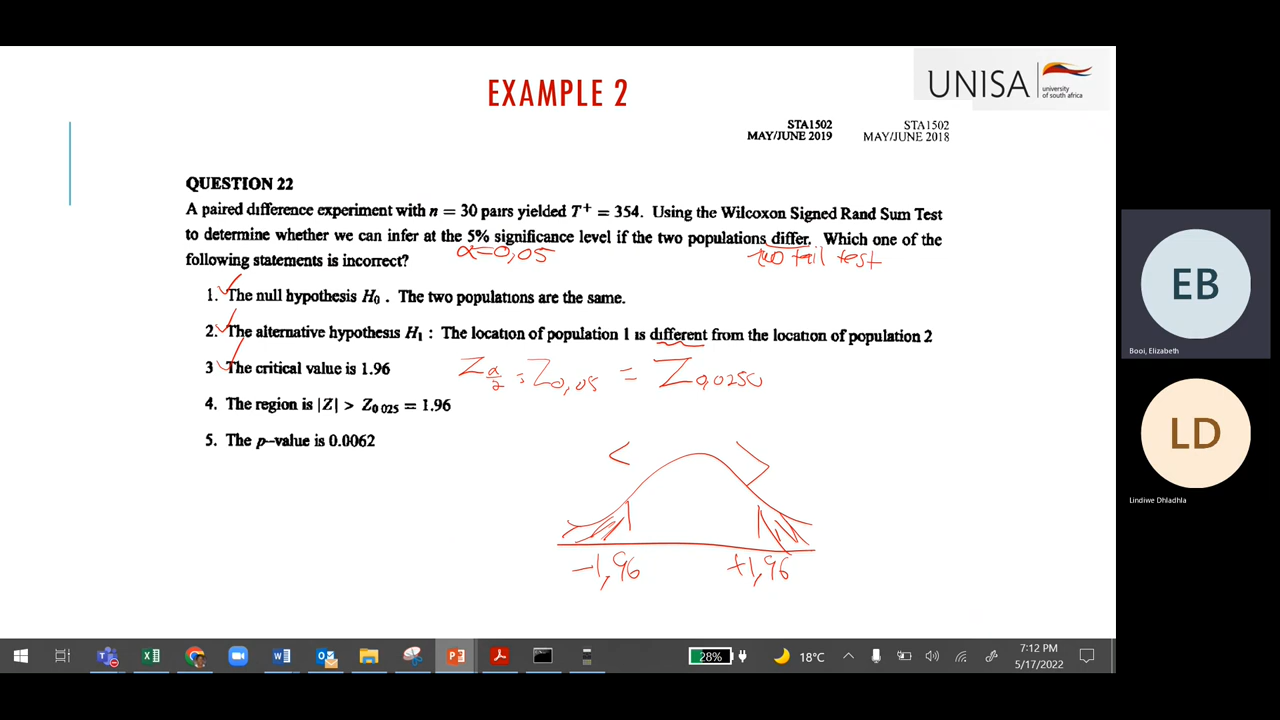 EXAMPLE 2
UNISA
university
of south africa
STA1502
MAY/JUNE 2019
STA1502
MAY/JUNE 2018
QUESTION 22
A paired difference experiment with n = 30 pairs yielded T⁺ = 354. Using the Wilcoxon Signed Rand Sum Test
to determine whether we can infer at the 5% significance level if the two populations differ. Which one of the
α=0,05 two tail test
following statements is incorrect?
1. The null hypothesis H₀ . The two populations are the same.
2. The alternative hypothesis H₁ : The location of population 1 is different from the location of population 2
3 The critical value is 1.96
Z α/2 = Z 0,05 = Z 0,0250
4. The region is |Z| > Z₀ ₀₂₅ = 1.96
5. The p–value is 0.0062
−1,96 +1,96
EB
Booi, Elizabeth
LD
Lindiwe Dhladhla
28%
18°C
7:12 PM
5/17/2022